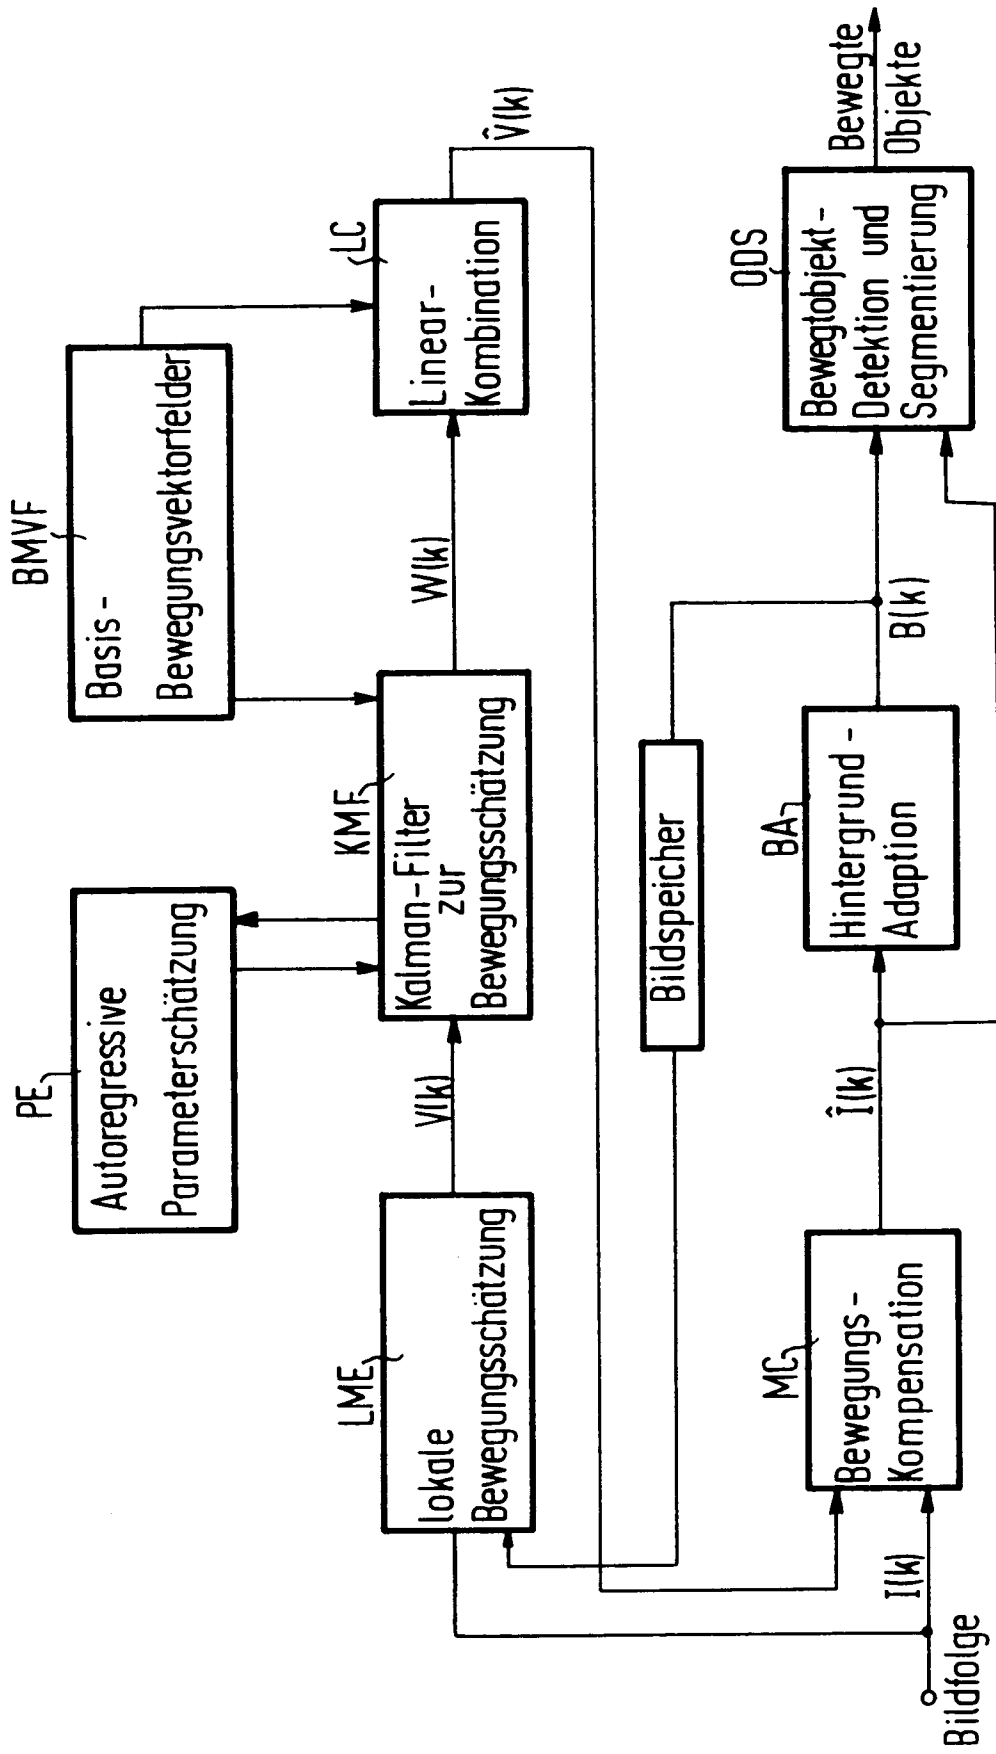 PE
Autoregressive
Parameterschätzung
BMVF
Basis-
Bewegungsvektorfelder
LME
lokale
Bewegungsschätzung
V(k)
KMF
Kalman-Filter
zur
Bewegungsschätzung
W(k)
LC
Linear-
Kombination
V̂(k)
Bildspeicher
Bildfolge
I(k)
MC
Bewegungs-
Kompensation
Î(k)
BA
Hintergrund-
Adaption
B(k)
ODS
Bewegtobjekt-
Detektion und
Segmentierung
Bewegte
Objekte